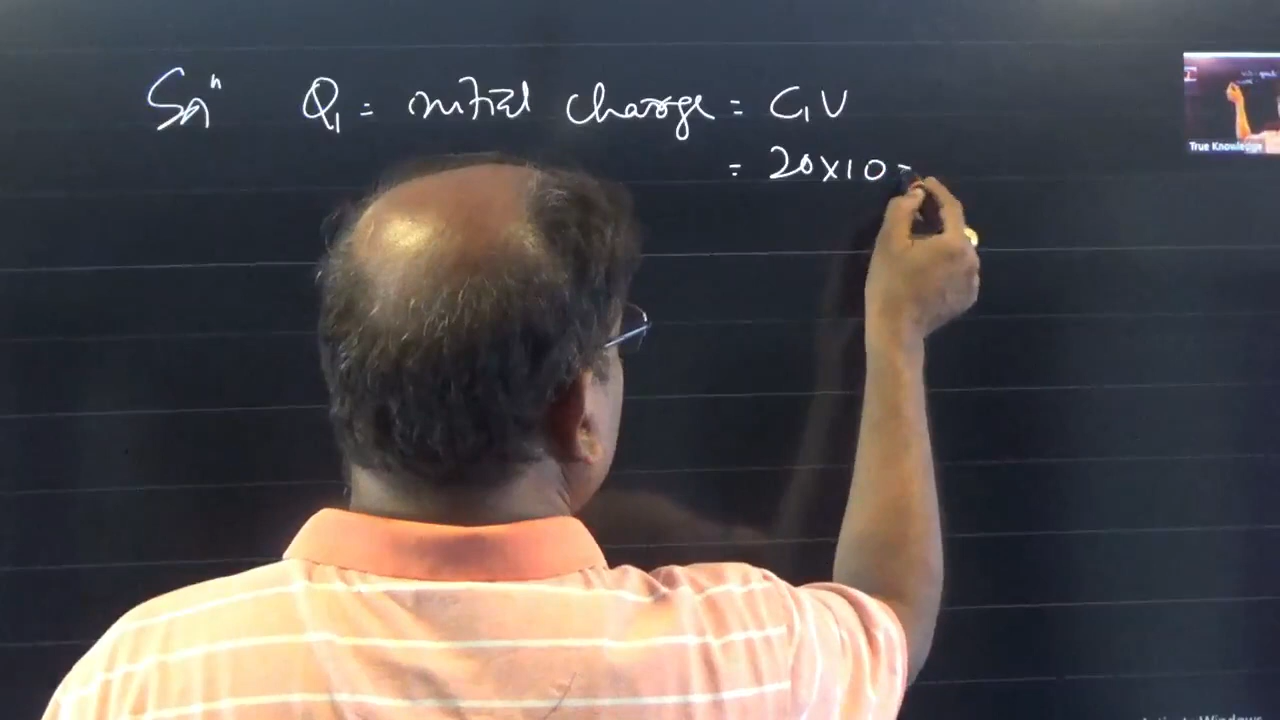 Solⁿ Q₁ = initial charge = C₁V
= 20×10
True Knowledge